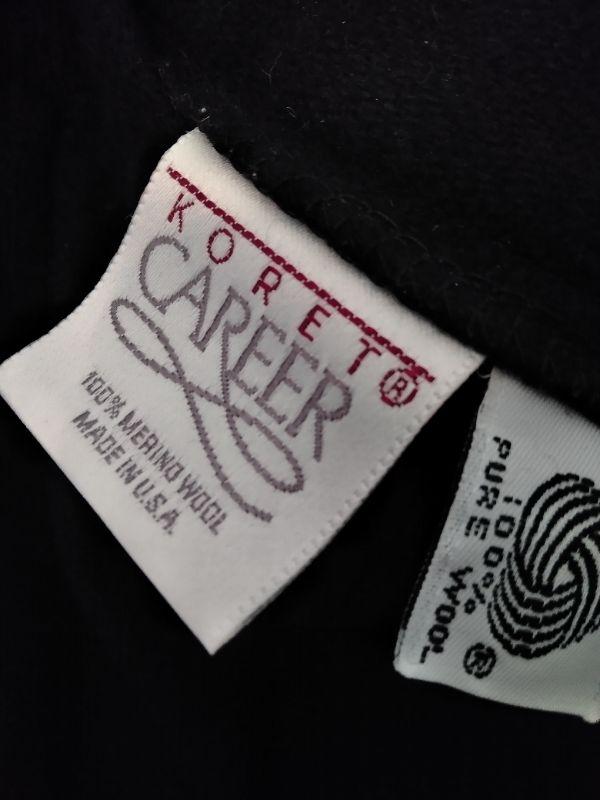 KORET®
CAREER
100% MERINO WOOL
MADE IN U.S.A.
100%
PURE WOOL
®